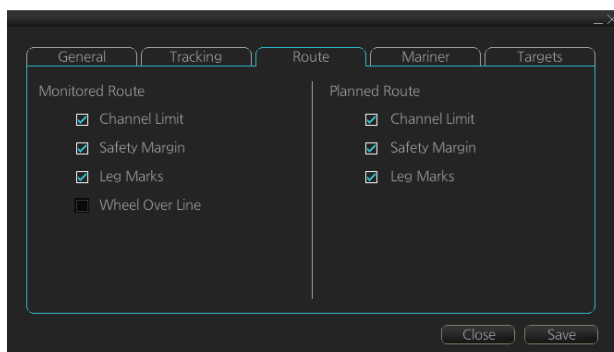 General Tracking Route Mariner Targets
Monitored Route
Channel Limit
Safety Margin
Leg Marks
Wheel Over Line
Planned Route
Channel Limit
Safety Margin
Leg Marks
Close Save